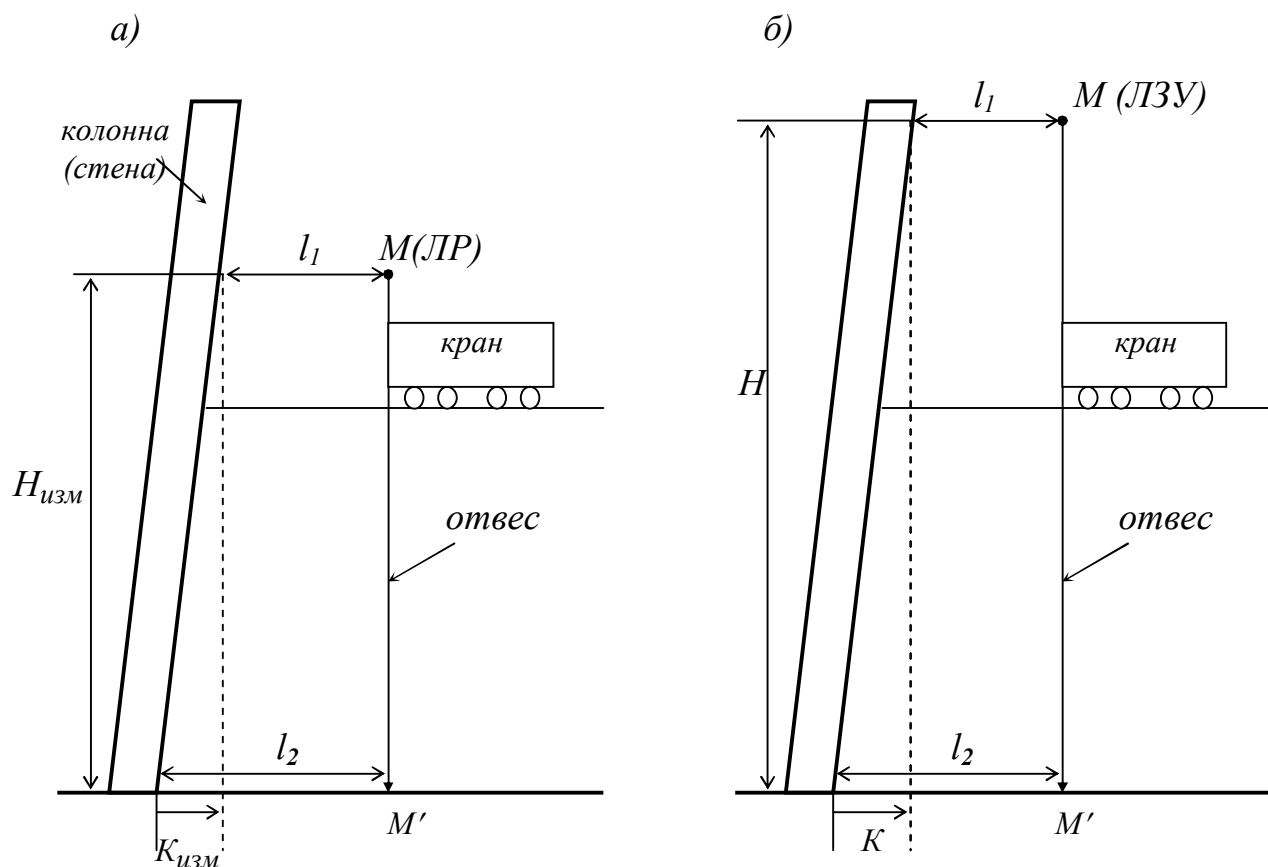 а)
колонна
(стена)
l₁
М(ЛР)
кран
Hизм
отвес
l₂
Kизм
М′
б)
l₁
М (ЛЗУ)
кран
H
отвес
l₂
K
М′